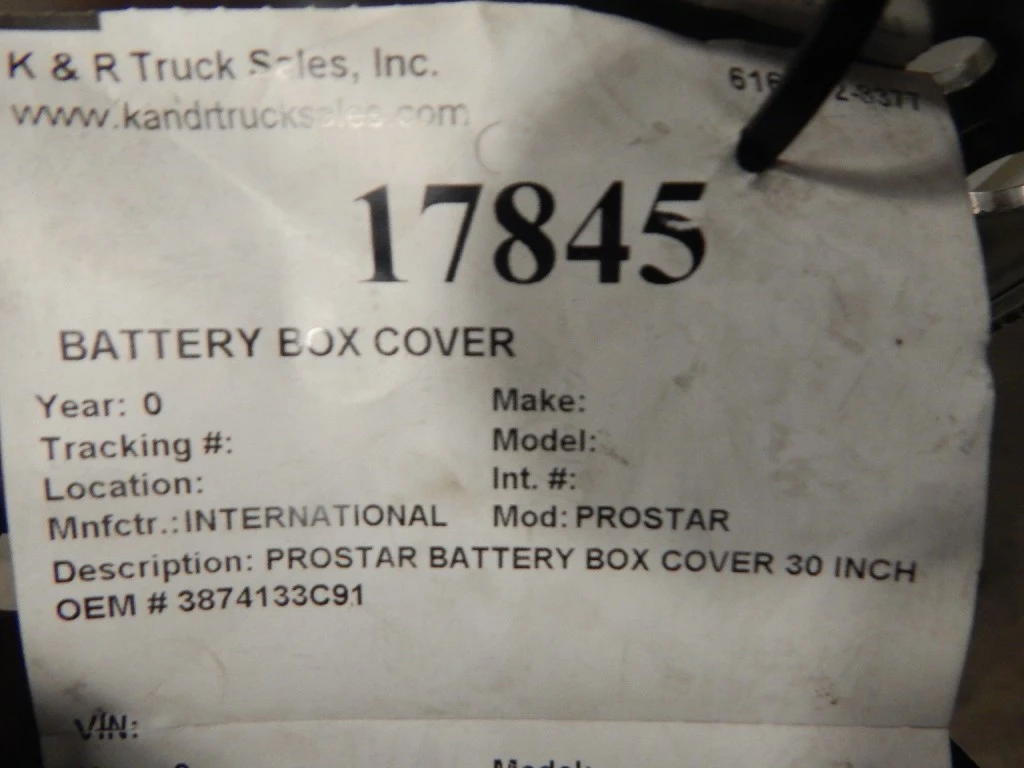 K & R Truck Sales, Inc.
www.kandrtrucksales.com
17845
BATTERY BOX COVER
Year: 0 Make:
Tracking #: Model:
Location: Int. #:
Mnfctr.: INTERNATIONAL Mod: PROSTAR
Description: PROSTAR BATTERY BOX COVER 30 INCH
OEM # 3874133C91
VIN:
Model: